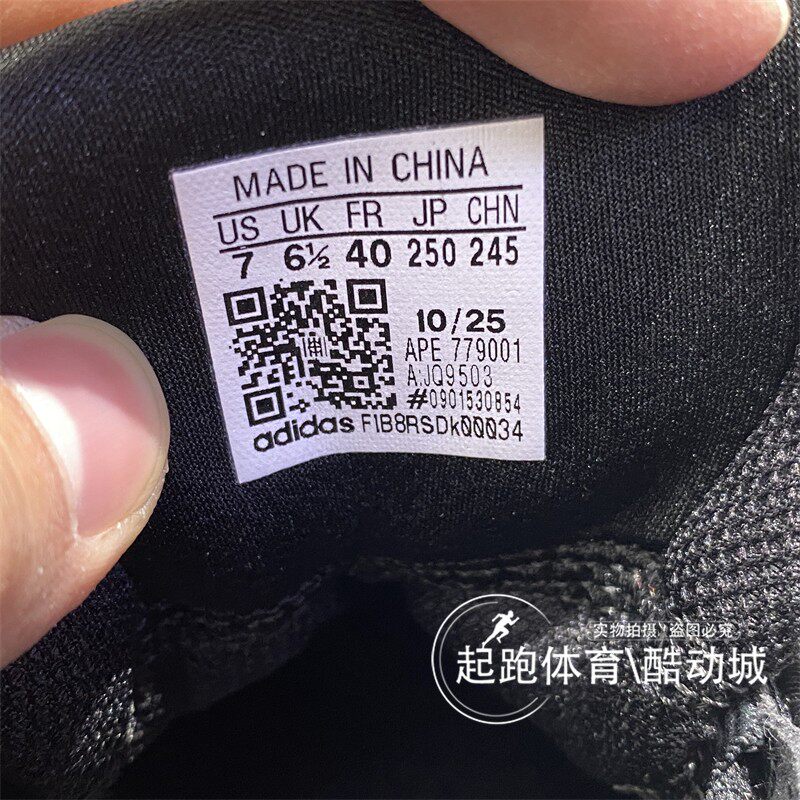 MADE IN CHINA
US UK FR JP CHN
7 6½ 40 250 245
10/25
APE 779001
A:JQ9503
#0901530854
adidas F1B8RSDk00034
实物拍摄 \ 盗图必究
起跑体育\酷动城